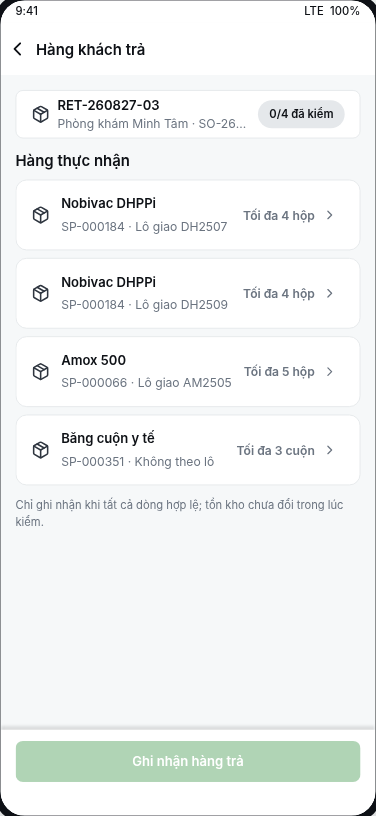 9:41
LTE 100%
Hàng khách trả
RET-260827-03
Phòng khám Minh Tâm · SO-26...
0/4 đã kiểm
Hàng thực nhận
Nobivac DHPPi
SP-000184 · Lô giao DH2507
Tối đa 4 hộp
Nobivac DHPPi
SP-000184 · Lô giao DH2509
Tối đa 4 hộp
Amox 500
SP-000066 · Lô giao AM2505
Tối đa 5 hộp
Băng cuộn y tế
SP-000351 · Không theo lô
Tối đa 3 cuộn
Chỉ ghi nhận khi tất cả dòng hợp lệ; tồn kho chưa đổi trong lúc
kiểm.
Ghi nhận hàng trả